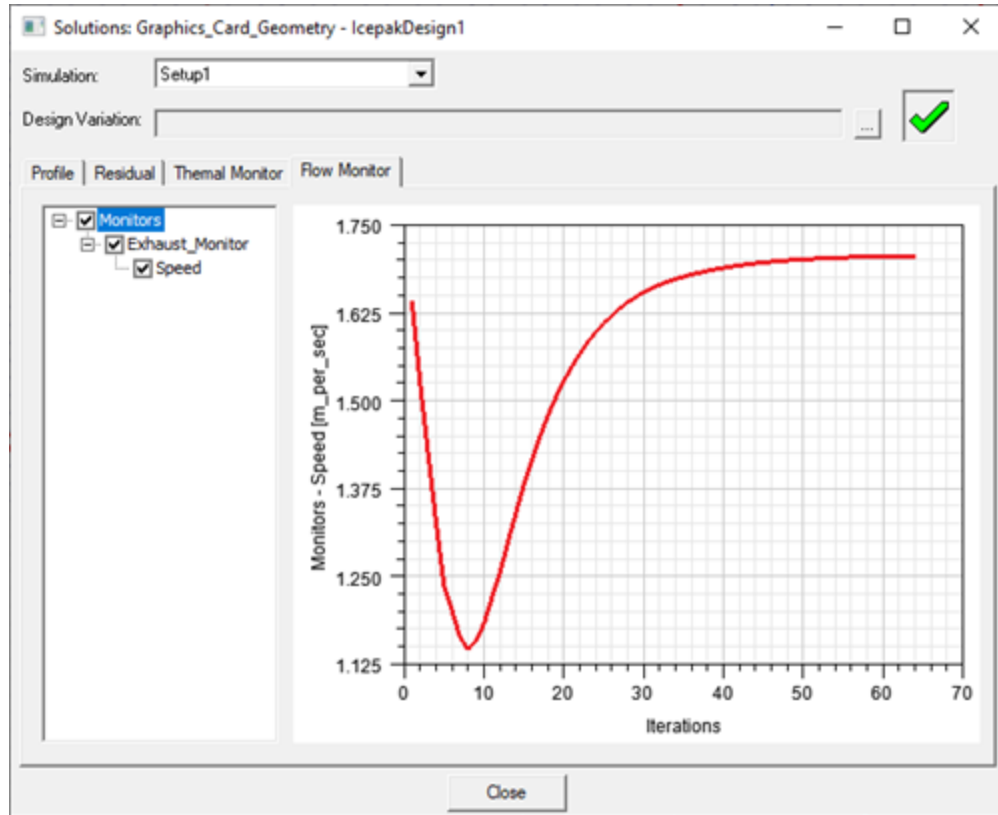 Solutions: Graphics_Card_Geometry - IcepakDesign1
Simulation: Setup1
Design Variation: ...
Profile Residual Themal Monitor Flow Monitor
Monitors
Exhaust_Monitor
Speed
Monitors - Speed [m_per_sec]
1.750
1.625
1.500
1.375
1.250
1.125
0 10 20 30 40 50 60 70
Iterations
Close